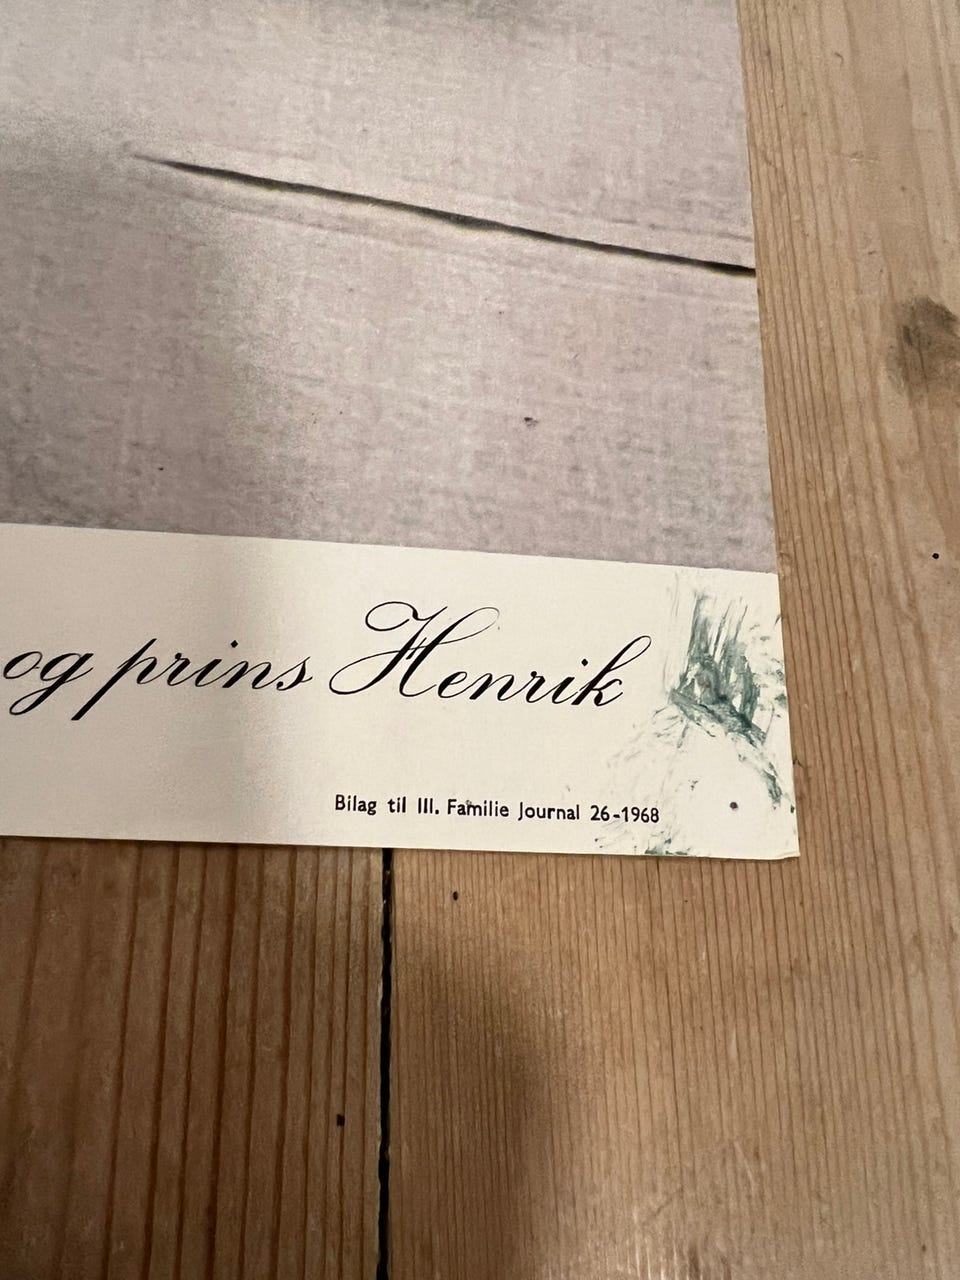 og prins Henrik
Bilag til Ill. Familie Journal 26-1968